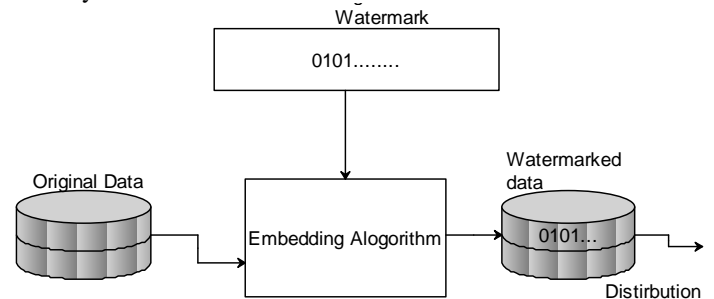 Watermark
0101........
Original Data
Embedding Alogorithm
Watermarked
data
0101...
Distirbution